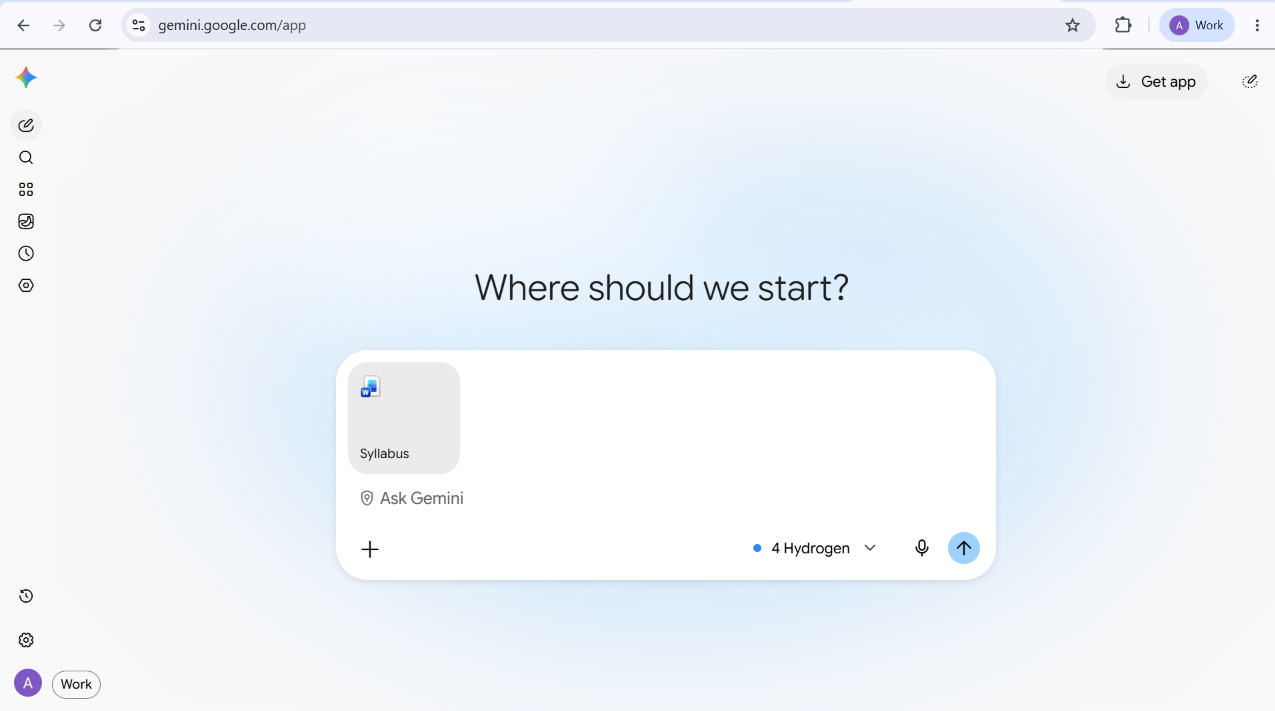 gemini.google.com/app
A Work
Get app
Where should we start?
W
Syllabus
Ask Gemini
4 Hydrogen
A Work